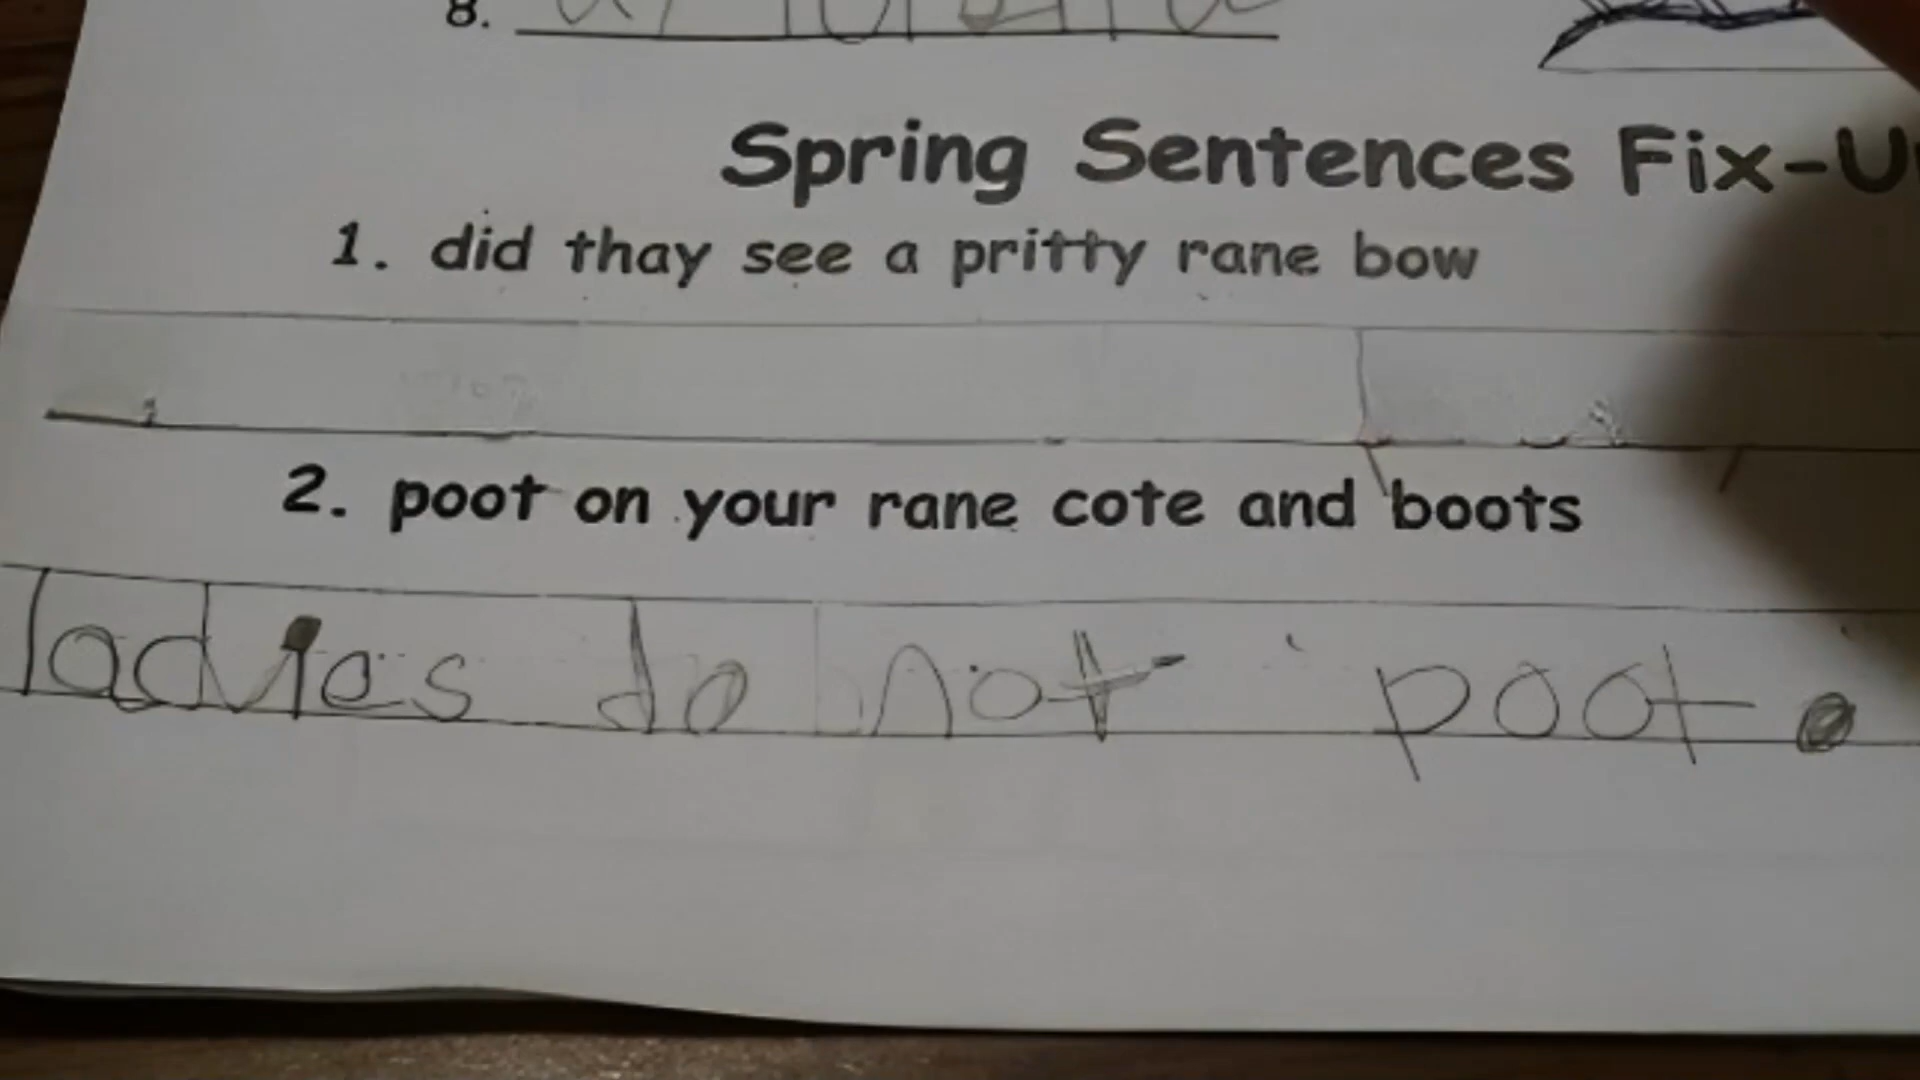 8.
Spring Sentences Fix-U
1. did thay see a pritty rane bow
2. poot on your rane cote and boots
ladies do not poot.